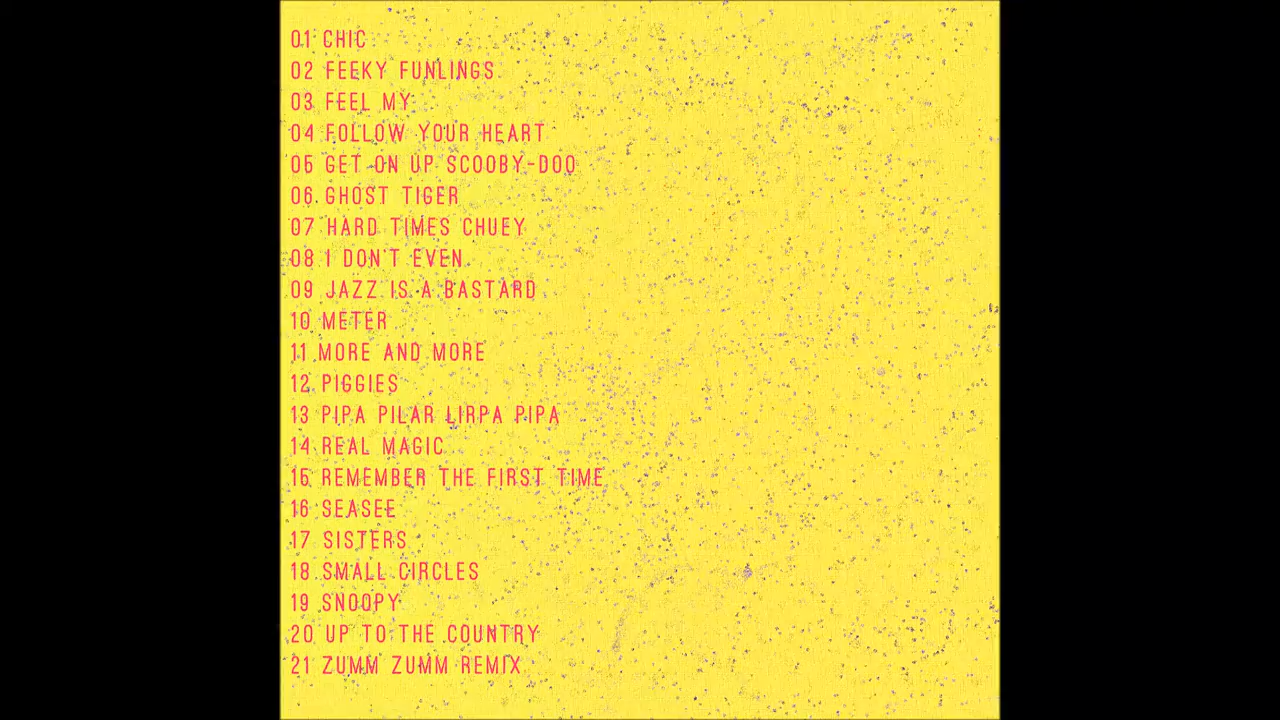 01 CHIC
02 FEEKY FUNLINGS
03 FEEL MY
04 FOLLOW YOUR HEART
05 GET ON UP SCOOBY-DOO
06 GHOST TIGER
07 HARD TIMES CHUEY
08 I DON'T EVEN
09 JAZZ IS A BASTARD
10 METER
11 MORE AND MORE
12 PIGGIES
13 PIPA PILAR LIRPA PIPA
14 REAL MAGIC
15 REMEMBER THE FIRST TIME
16 SEASEE
17 SISTERS
18 SMALL CIRCLES
19 SNOOPY
20 UP TO THE COUNTRY
21 ZUMM ZUMM REMIX